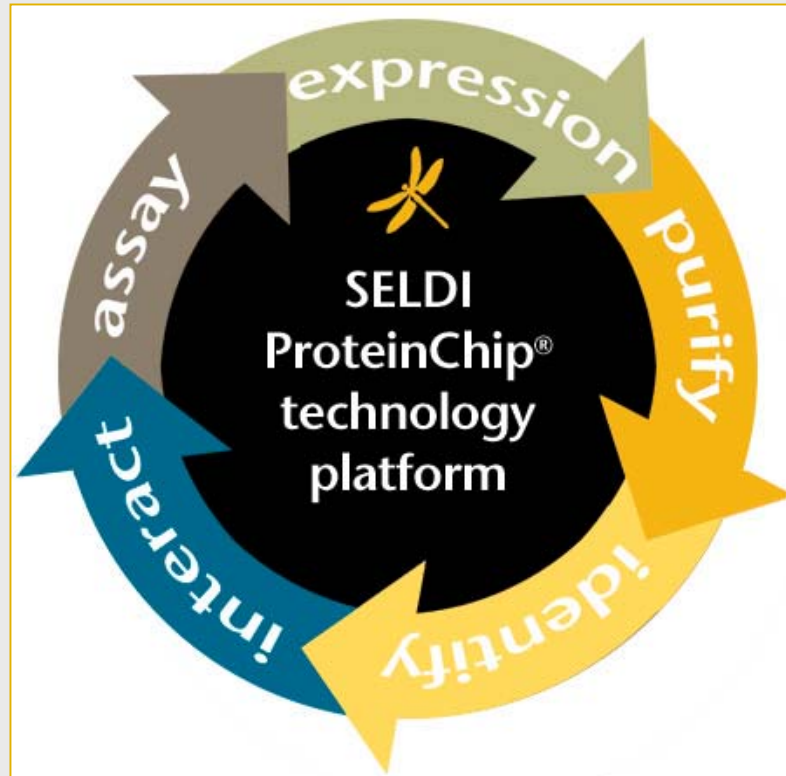 expression
purify
identify
interact
assay
SELDI
ProteinChip®
technology
platform